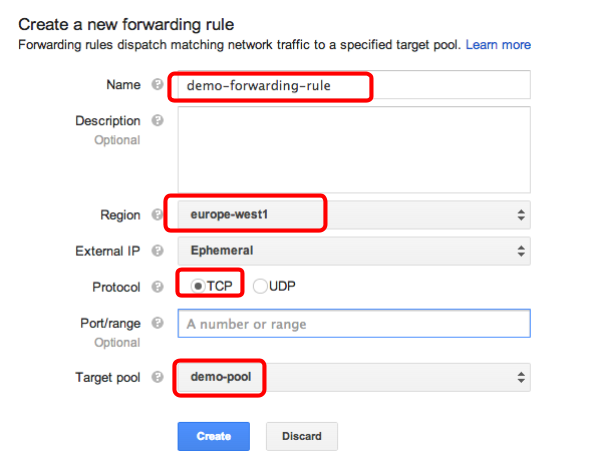 Create a new forwarding rule
Forwarding rules dispatch matching network traffic to a specified target pool. Learn more
Name ? demo-forwarding-rule
Description ?
Optional
Region ? europe-west1
External IP ? Ephemeral
Protocol ? TCP UDP
Port/range ? A number or range
Optional
Target pool ? demo-pool
Create Discard